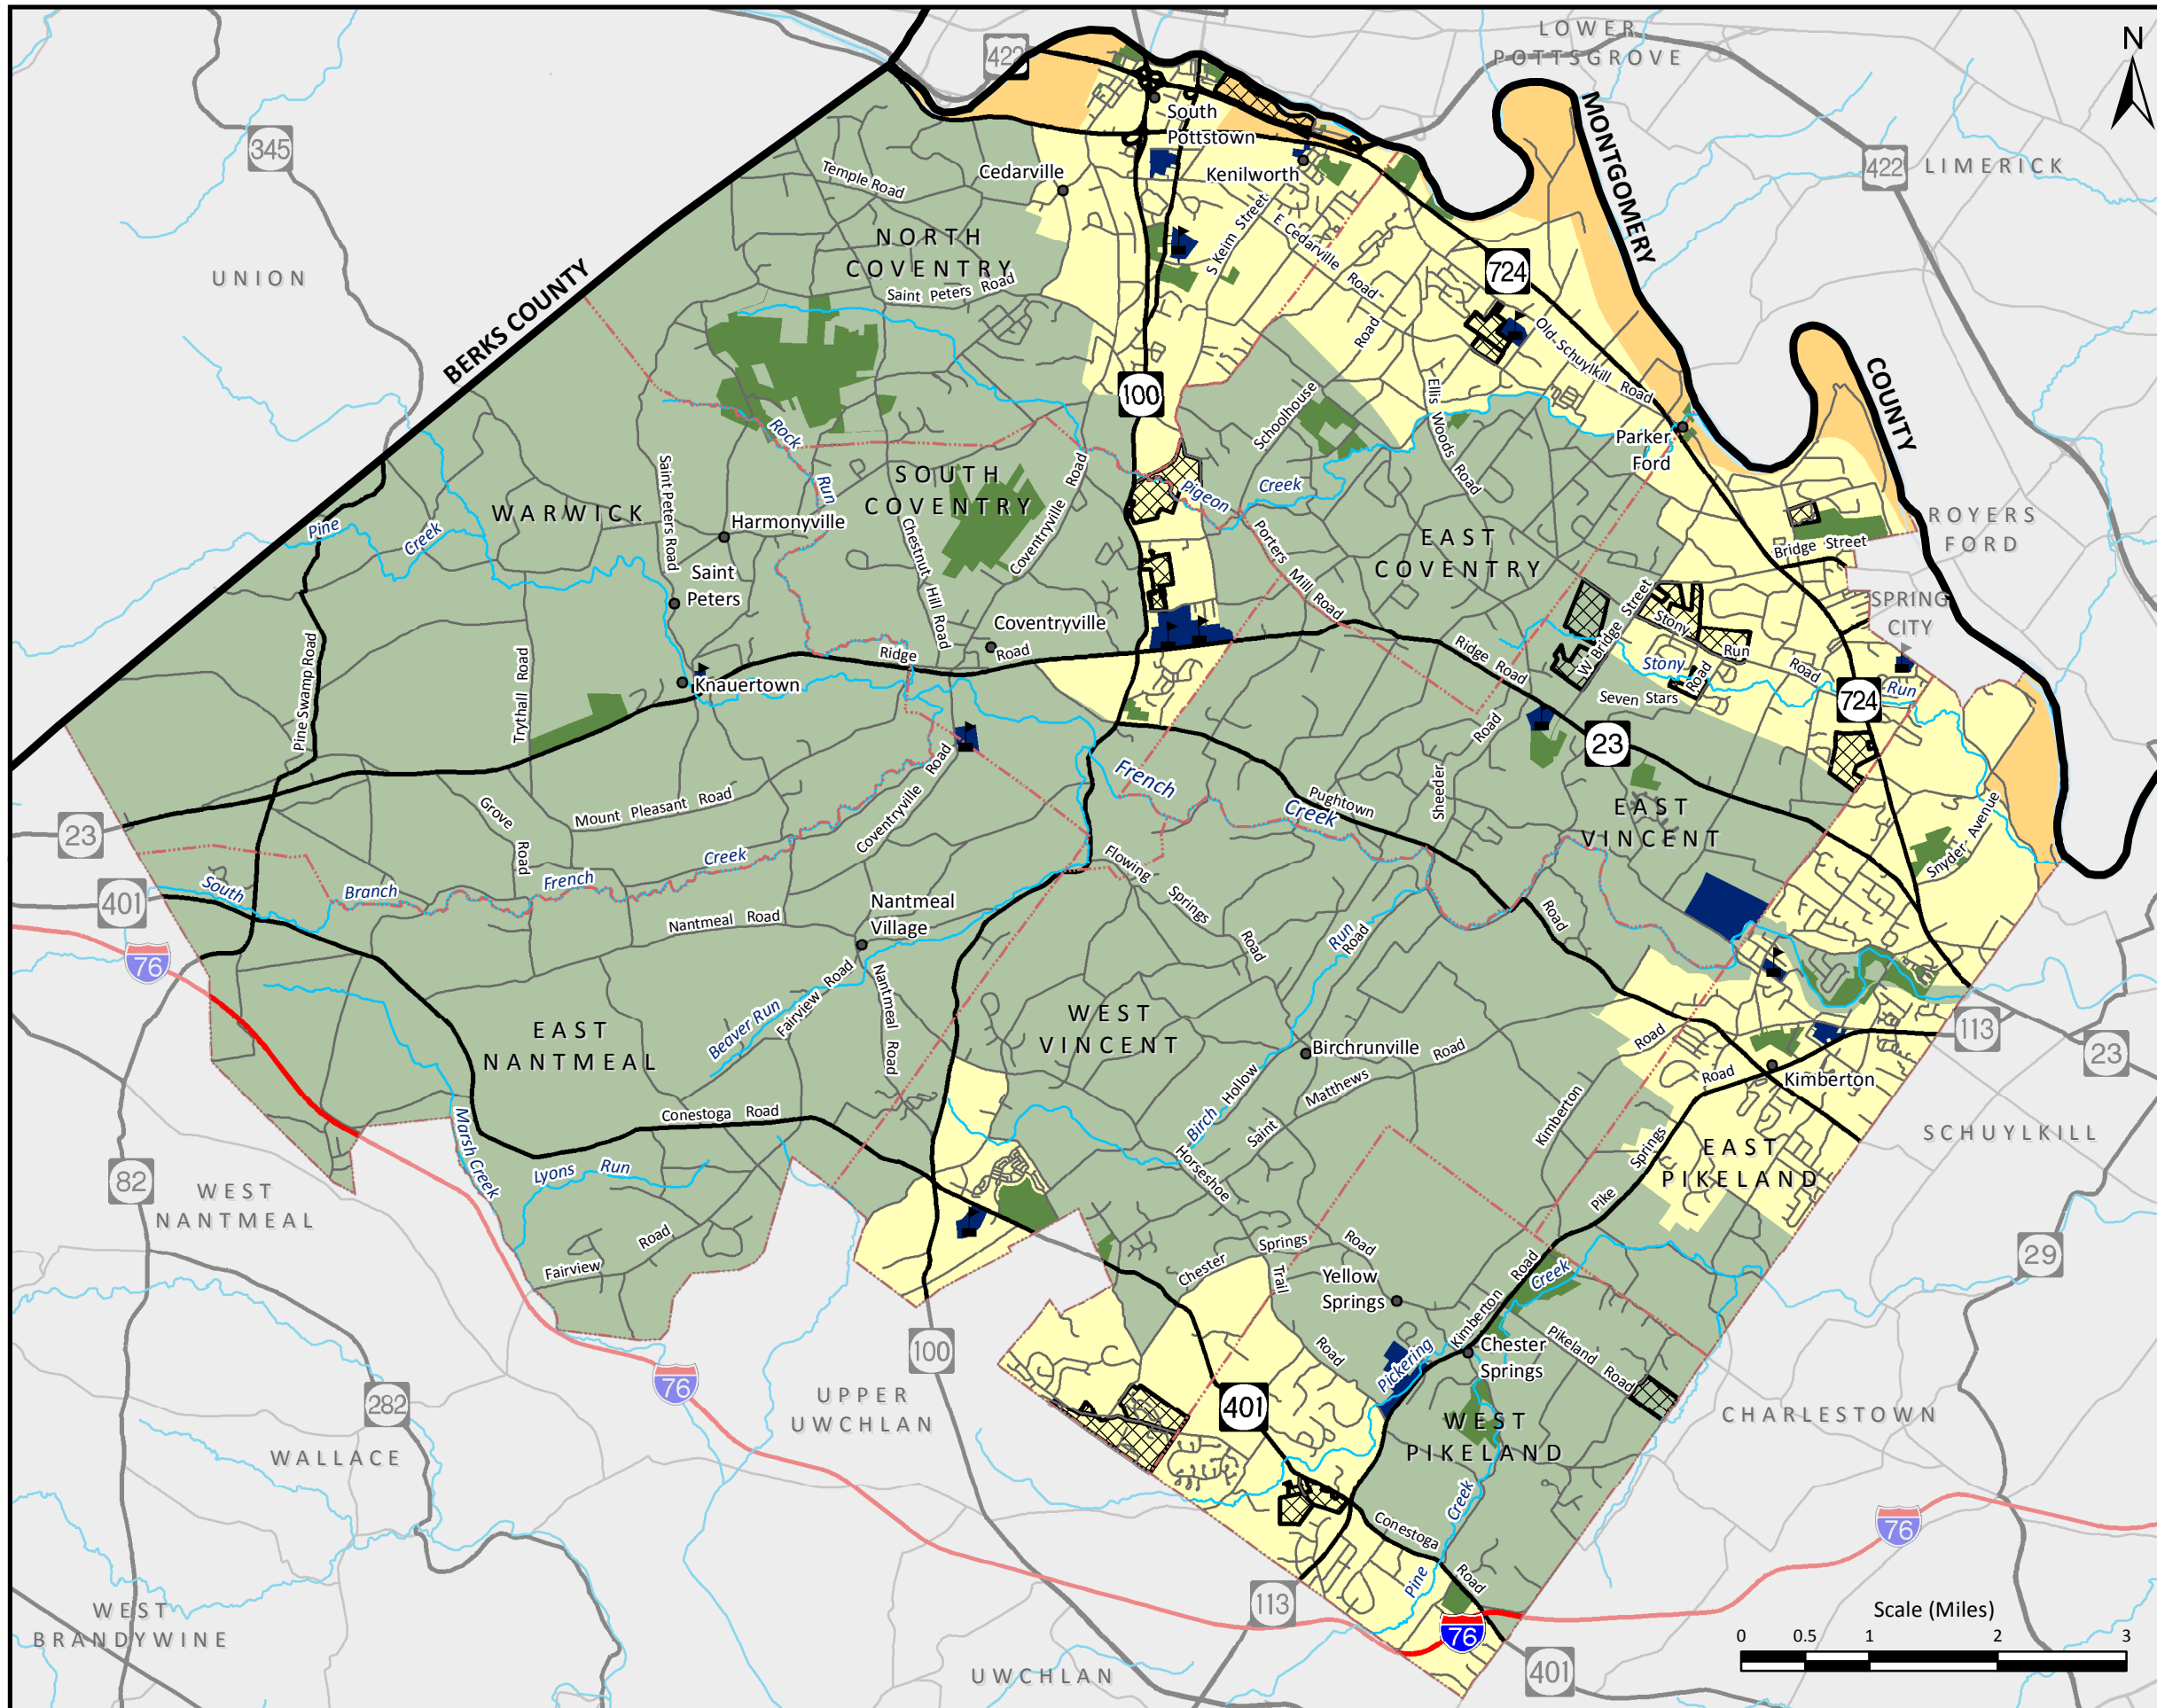 LOWER
POTTSGROVE
N
422
South
Pottstown
MONTGOMERY
345
422
LIMERICK
Cedarville
Kenilworth
Temple Road
S Keim Street
E Cedarville Road
NORTH
COVENTRY
UNION
724
Saint Peters Road
BERKS COUNTY
Road
Old Schuylkill Road
COUNTY
100
Ellis Woods Road
Schoolhouse
Rock
Run
Parker
Ford
Saint Peters Road
SOUTH
COVENTRY
Coventryville Road
Pigeon
Creek
WARWICK
Harmonyville
Pine
Creek
Chestnut Hill Road
Porters Mill Road
EAST
COVENTRY
ROYERS
FORD
Bridge Street
Saint
Peters
SPRING
CITY
W Bridge Street
Stony
Run
Road
Coventryville
Ridge
Road
Ridge Road
Stony
Run
Seven Stars
Road
Knauertown
Pine Swamp Road
Trythall Road
724
Road
23
French
Creek
Pughtown
Sheeder
EAST
VINCENT
Mount Pleasant Road
Coventryville
Road
Grove
Road
Snyder Avenue
23
401
South
Branch
French
Creek
Flowing
Springs
Road
Nantmeal
Village
Nantmeal Road
Run
Road
Road
76
Nantmeal Road
Beaver Run
Fairview Road
EAST
NANTMEAL
WEST
VINCENT
Birchrunville
Road
Matthews
Saint
Birch
Hollow
Horseshoe
Road
113
23
Road
Kimberton
Kimberton
Conestoga Road
Marsh Creek
Lyons Run
SCHUYLKILL
EAST
PIKELAND
Springs
Pike
82
WEST
NANTMEAL
Fairview
Road
29
Chester
Springs
Road
Trail
Yellow
Springs
Road
Creek
Kimberton
Road
Pickering
Chester
Springs
Pikeland
Road
100
76
282
UPPER
UWCHLAN
401
WEST
PIKELAND
CHARLESTOWN
WALLACE
Creek
Conestoga
Road
Pine
76
113
WEST
BRANDYWINE
76
UWCHLAN
401
Scale (Miles)
0 0.5 1 2 3